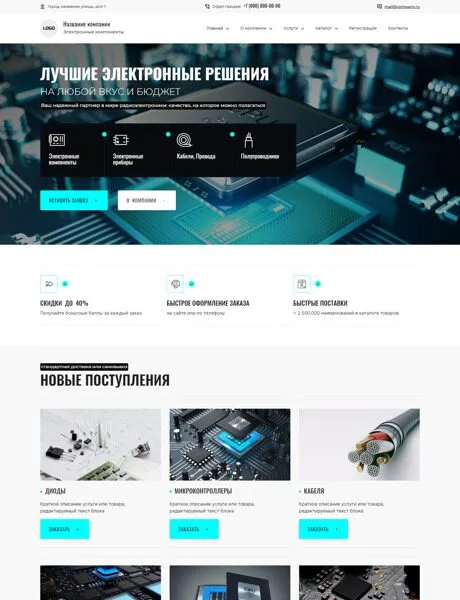 Город, название улицы, дом 1
Отдел продаж +7 (000) 000-00-00
mail@company.ru
LOGO
Название компании
Электронные компоненты
Главная О компании Услуги Каталог Регистрация Контакты
ЛУЧШИЕ ЭЛЕКТРОННЫЕ РЕШЕНИЯ
НА ЛЮБОЙ ВКУС И БЮДЖЕТ
Ваш надежный партнер в мире радиоэлектроники: качество, на которое можно полагаться
Электронные компоненты
Электронные приборы
Кабели, Провода
Полупроводники
ОСТАВИТЬ ЗАЯВКУ
О КОМПАНИИ
СКИДКИ ДО 40%
Получайте бонусные баллы за каждый заказ
БЫСТРОЕ ОФОРМЛЕНИЕ ЗАКАЗА
на сайте или по телефону
БЫСТРЫЕ ПОСТАВКИ
+ 2.500.000 наименований в каталоге товаров
стандартная доставка или самовывоз
НОВЫЕ ПОСТУПЛЕНИЯ
ДИОДЫ
Краткое описание услуги или товара,
редактируемый текст блока
ЗАКАЗАТЬ
МИКРОКОНТРОЛЛЕРЫ
Краткое описание услуги или товара,
редактируемый текст блока
ЗАКАЗАТЬ
КАБЕЛЯ
Краткое описание услуги или товара,
редактируемый текст блока
ЗАКАЗАТЬ